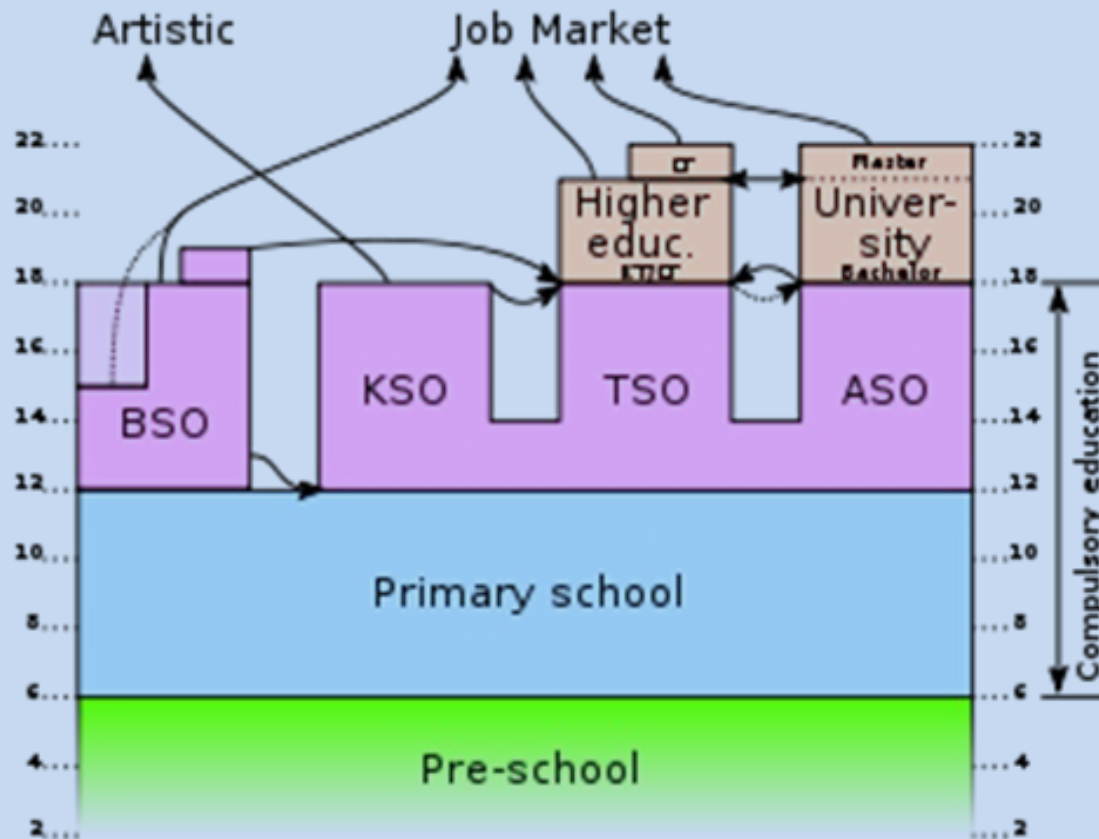 Artistic
Job Market
22
22
Master
Higher
educ.
Univer-
sity
20
20
KT/LT
Bachelor
18
18
16
16
KSO
TSO
ASO
BSO
14
14
12
12
10
10
Primary school
8
8
6
6
Pre-school
4
4
2
2
Compulsory education